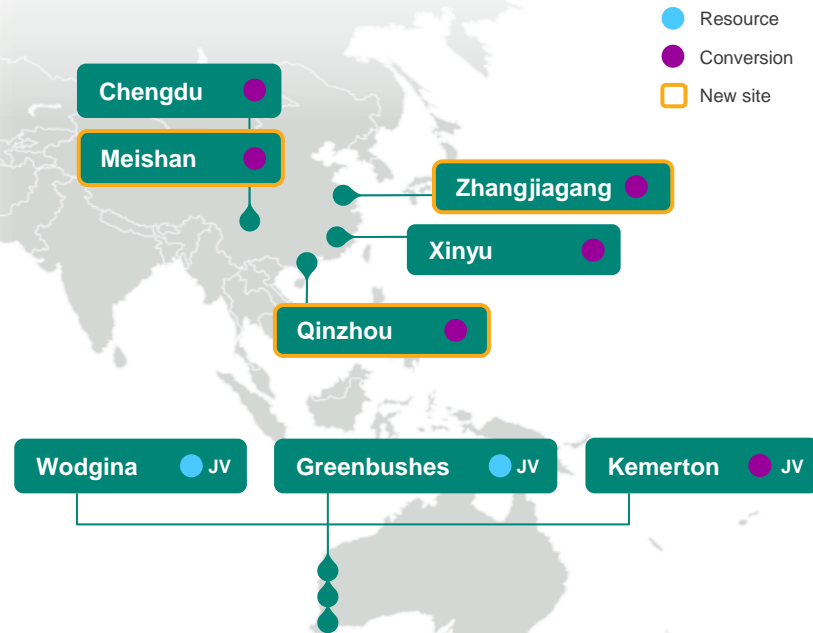 Resource
Conversion
New site
Chengdu
Meishan
Zhangjiagang
Xinyu
Qinzhou
Wodgina JV
Greenbushes JV
Kemerton JV